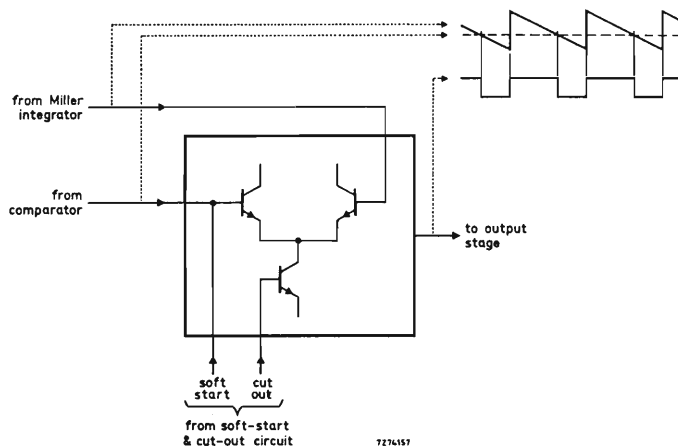 from Miller
integrator
from
comparator
to output
stage
soft
start
cut
out
from soft-start
& cut-out circuit
7Z74157